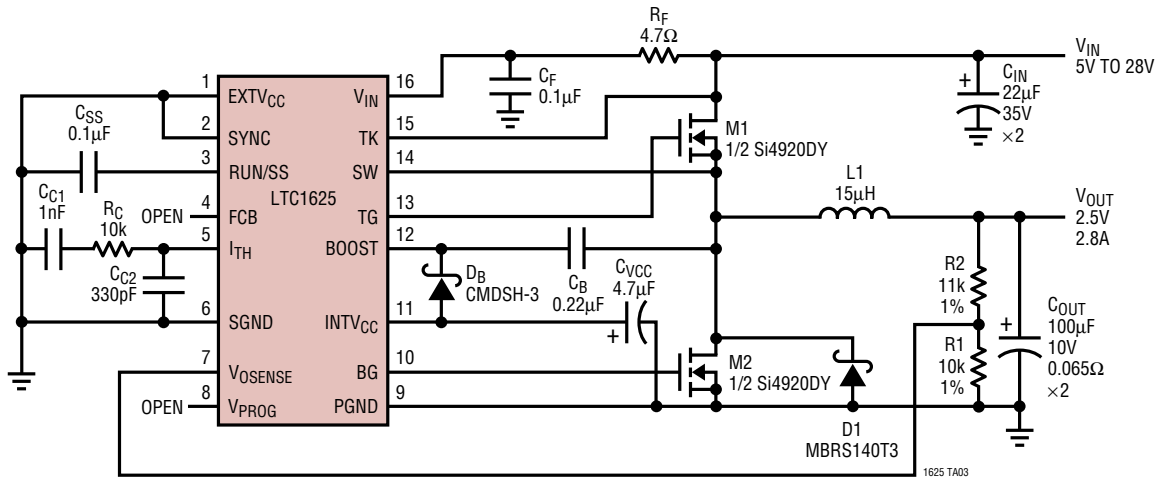 RF
4.7Ω
VIN
5V TO 28V
CF
0.1µF
+
CIN
22µF
35V
×2
1
EXTVCC
VIN
16
2
SYNC
TK
15
CSS
0.1µF
3
RUN/SS
SW
14
M1
1/2 Si4920DY
LTC1625
CC1
1nF
RC
10k
OPEN
4
FCB
TG
13
L1
15µH
VOUT
2.5V
2.8A
5
ITH
BOOST
12
CC2
330pF
DB
CMDSH-3
CB
0.22µF
CVCC
4.7µF
+
R2
11k
1%
6
SGND
INTVCC
11
+
COUT
100µF
10V
0.065Ω
×2
7
VOSENSE
BG
10
M2
1/2 Si4920DY
R1
10k
1%
OPEN
8
VPROG
PGND
9
D1
MBRS140T3
1625 TA03